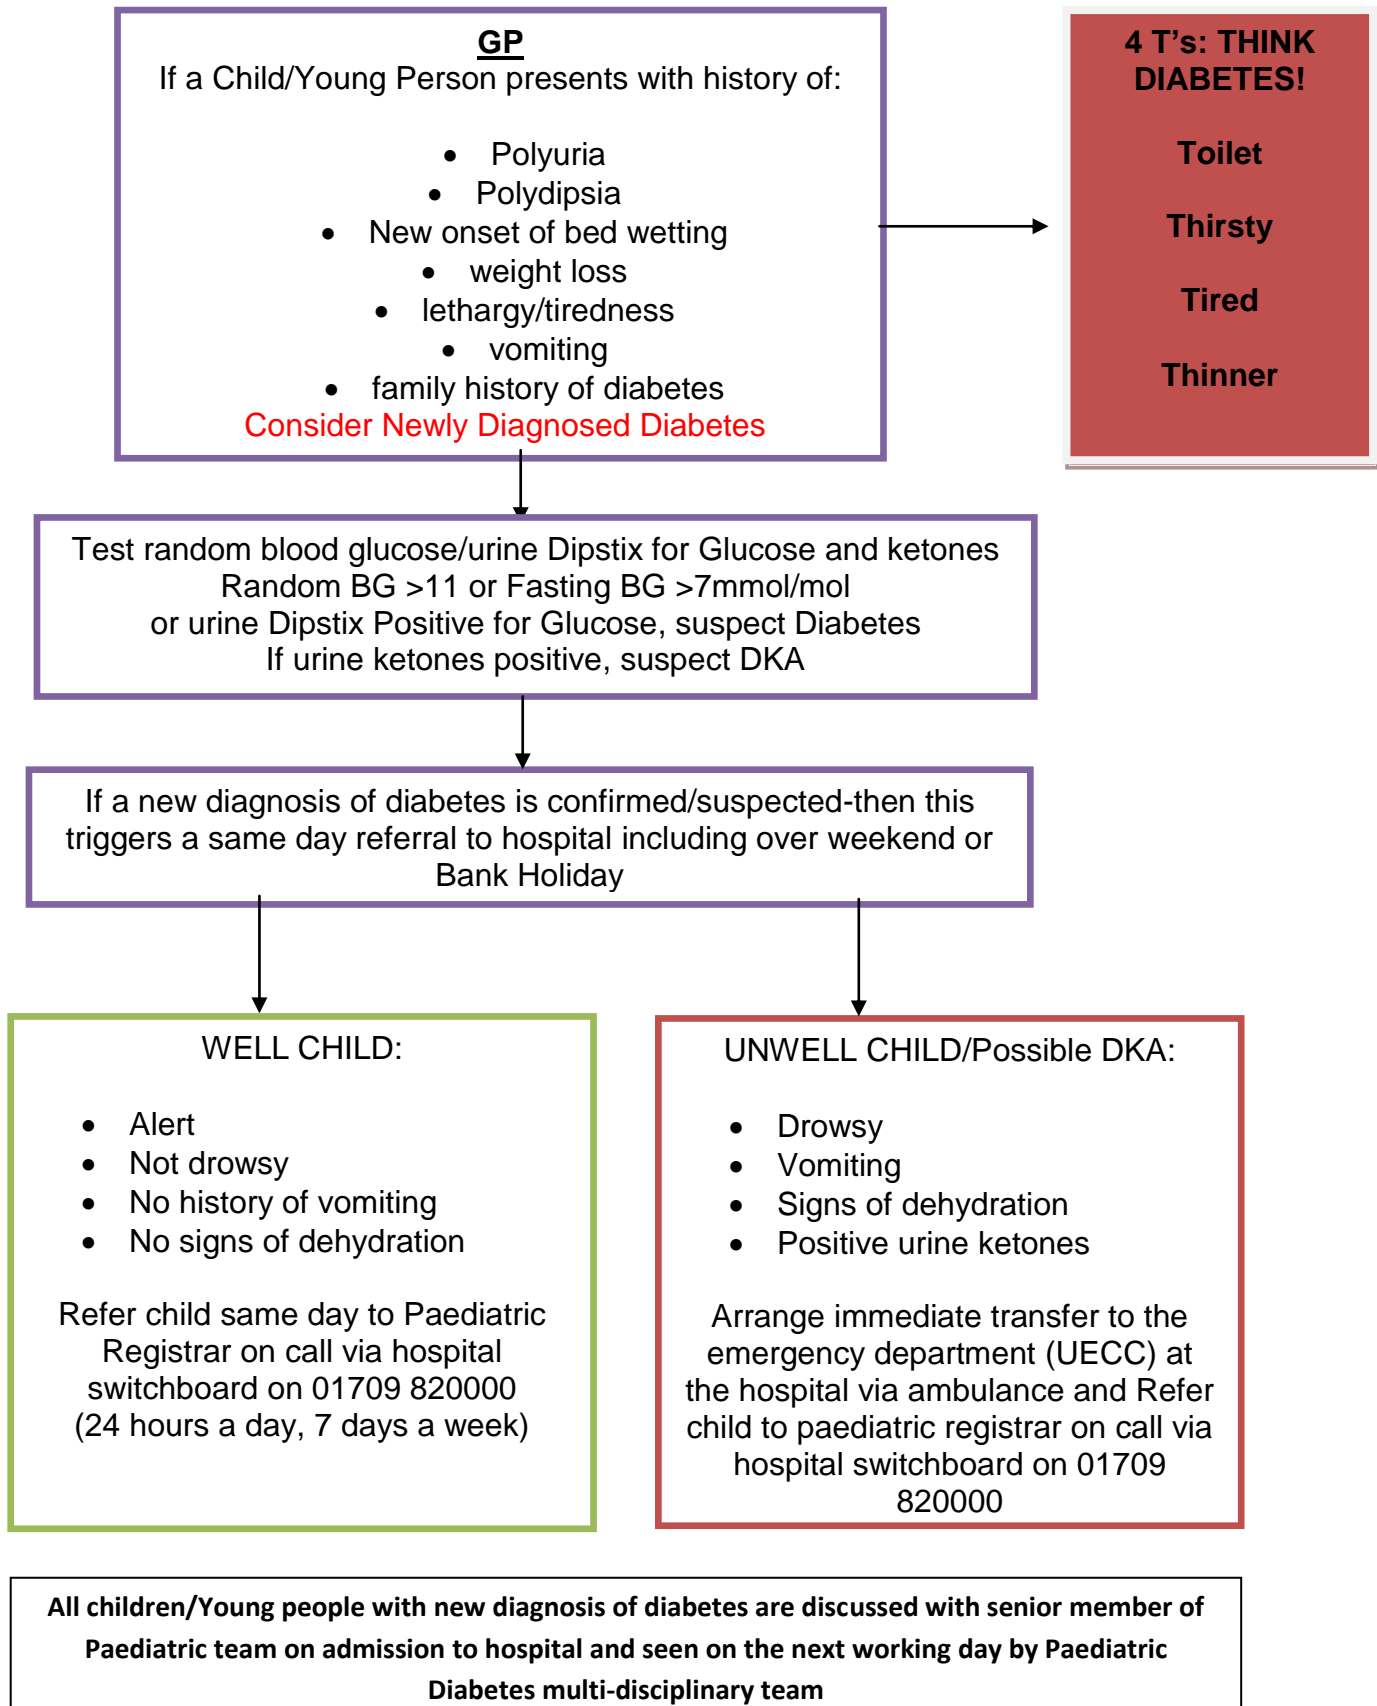 GP
If a Child/Young Person presents with history of:
• Polyuria
• Polydipsia
• New onset of bed wetting
• weight loss
• lethargy/tiredness
• vomiting
• family history of diabetes
Consider Newly Diagnosed Diabetes
4 T's: THINK
DIABETES!
Toilet
Thirsty
Tired
Thinner
Test random blood glucose/urine Dipstix for Glucose and ketones
Random BG >11 or Fasting BG >7mmol/mol
or urine Dipstix Positive for Glucose, suspect Diabetes
If urine ketones positive, suspect DKA
If a new diagnosis of diabetes is confirmed/suspected-then this
triggers a same day referral to hospital including over weekend or
Bank Holiday
WELL CHILD:
• Alert
• Not drowsy
• No history of vomiting
• No signs of dehydration
Refer child same day to Paediatric
Registrar on call via hospital
switchboard on 01709 820000
(24 hours a day, 7 days a week)
UNWELL CHILD/Possible DKA:
• Drowsy
• Vomiting
• Signs of dehydration
• Positive urine ketones
Arrange immediate transfer to the
emergency department (UECC) at
the hospital via ambulance and Refer
child to paediatric registrar on call via
hospital switchboard on 01709
820000
All children/Young people with new diagnosis of diabetes are discussed with senior member of
Paediatric team on admission to hospital and seen on the next working day by Paediatric
Diabetes multi-disciplinary team